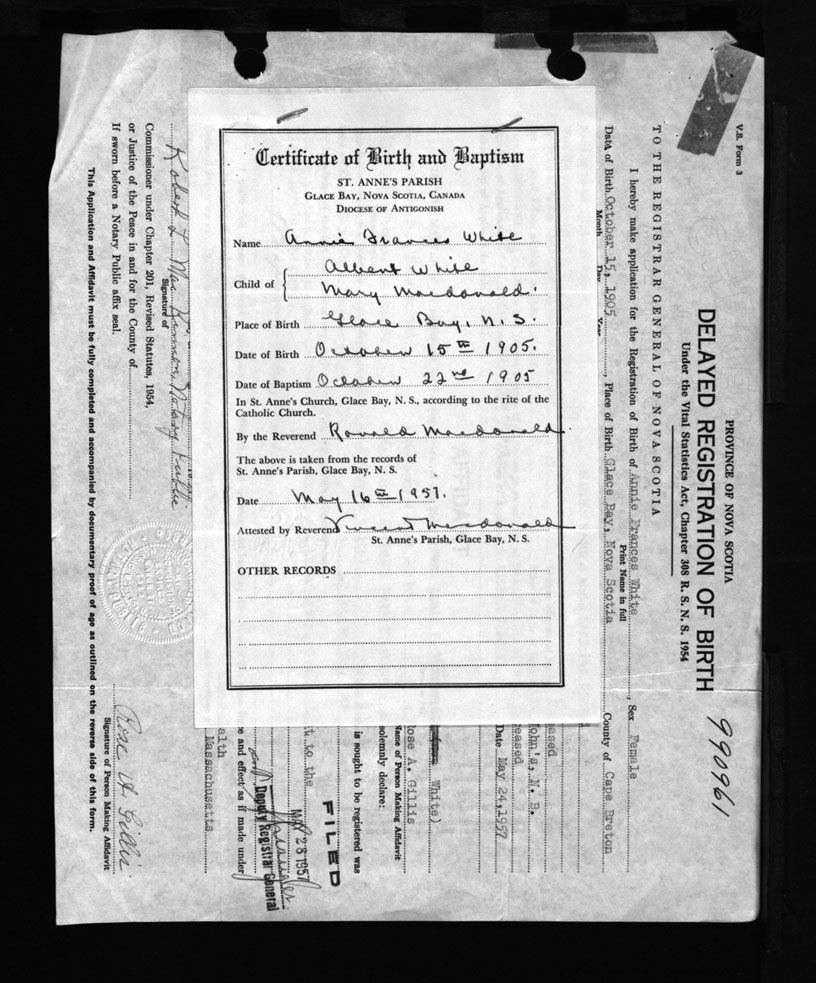 Certificate of Birth and Baptism
ST. ANNE'S PARISH
GLACE BAY, NOVA SCOTIA, CANADA
DIOCESE OF ANTIGONISH
Name Annie Frances White
Child of Albert White
Mary Macdonald.
Place of Birth Glace Bay, N.S.
Date of Birth October 15th 1905.
Date of Baptism October 22nd 1905
In St. Anne's Church, Glace Bay, N. S., according to the rite of the
Catholic Church.
By the Reverend Ronald Macdonald.
The above is taken from the records of
St. Anne's Parish, Glace Bay, N. S.
Date May 16th 1957.
Attested by Reverend Vincent Macdonald
St. Anne's Parish, Glace Bay, N. S.
OTHER RECORDS
V.S. Form 3
PROVINCE OF NOVA SCOTIA
DELAYED REGISTRATION OF BIRTH
990961
Under the Vital Statistics Act, Chapter 308 R. S. N. S. 1954
TO THE REGISTRAR GENERAL OF NOVA SCOTIA
I hereby make application for the Registration of Birth of Annie Frances White, Sex Female
Print Name in full
Date of Birth October 15, 1905, Place of Birth Glace Bay, Nova Scotia County of Cape Breton
Month Day Year
ased
John's, N. B.
eased
Date May 24, 1957
White)
Rose A. Gillis
Name of Person Making Affidavit
solemnly declare:
is sought to be registered was
t to the
FILED
MAY 28 1957
Deputy Registrar General
e and effect as if made under
alth
Massachusetts
Robert L. Mac Kinnon, Notary Public
Signature of
Commissioner under Chapter 201, Revised Statutes, 1954,
or Justice of the Peace in and for the County of
If sworn before a Notary Public affix seal.
Rose A. Gillis
Signature of Person Making Affidavit
This Application and Affidavit must be fully completed and accompanied by documentary proof of age as outlined on the reverse side of this form.